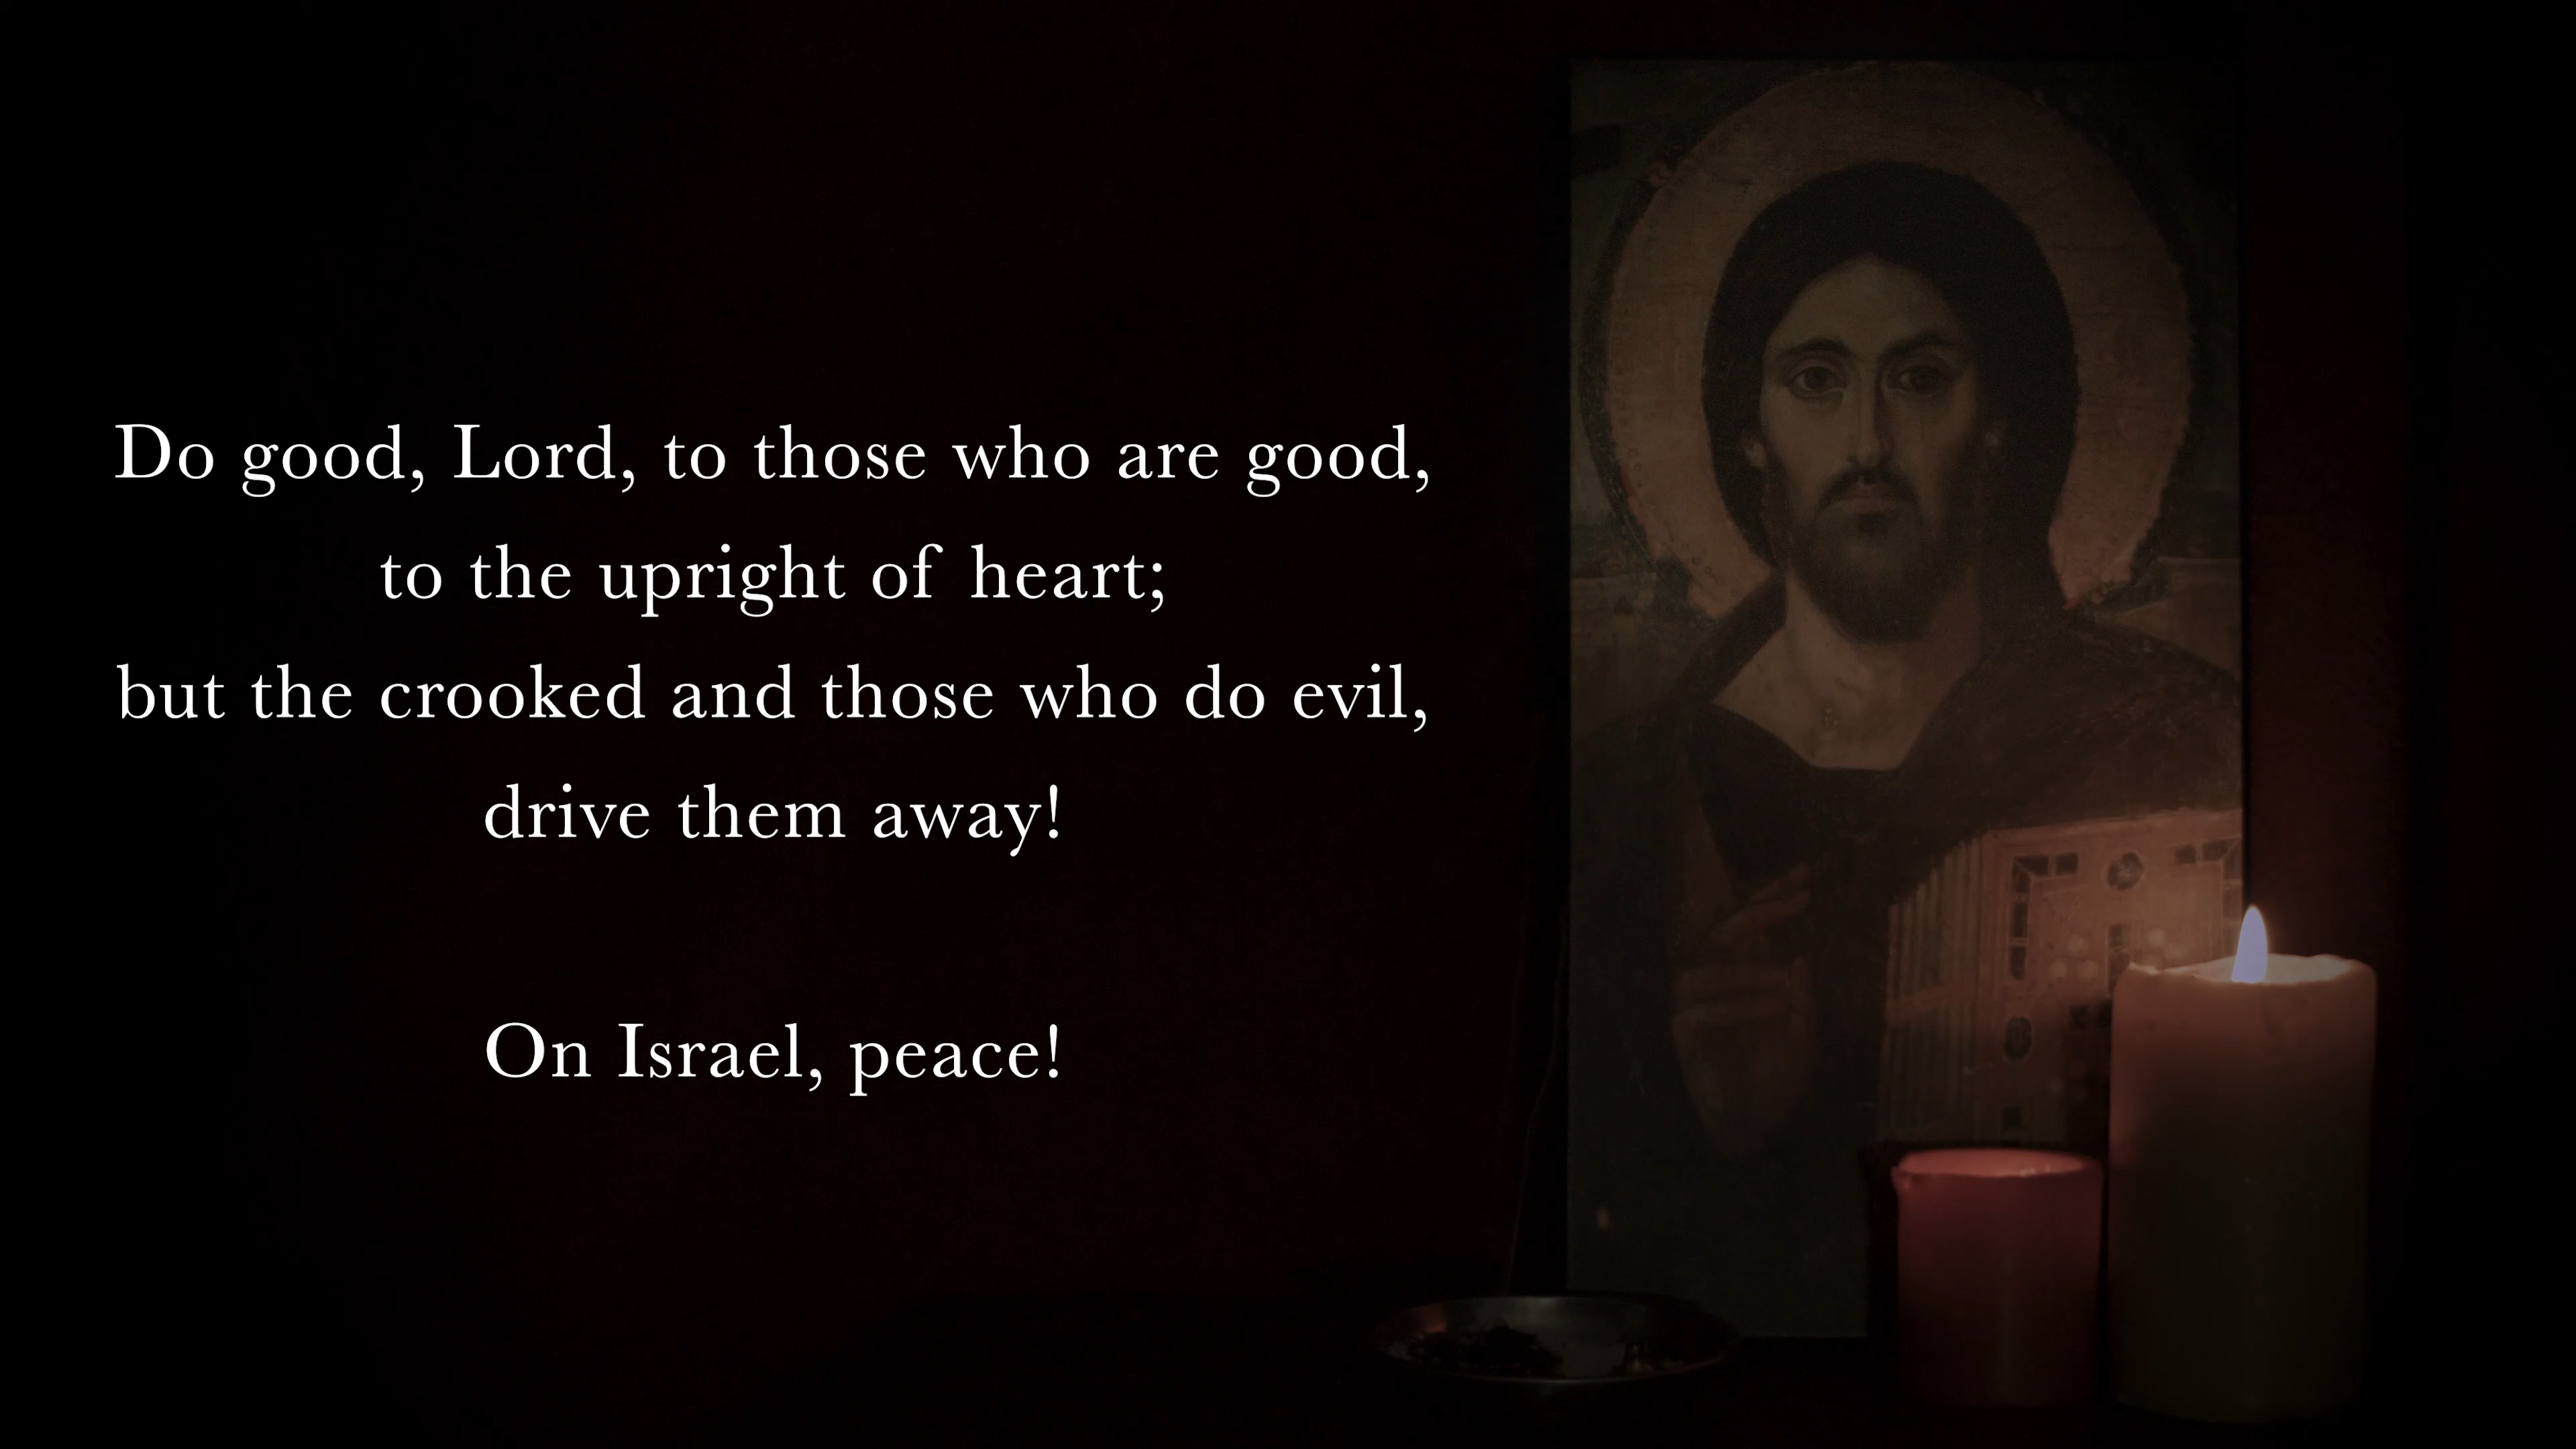 Do good, Lord, to those who are good,
to the upright of heart;
but the crooked and those who do evil,
drive them away!
On Israel, peace!